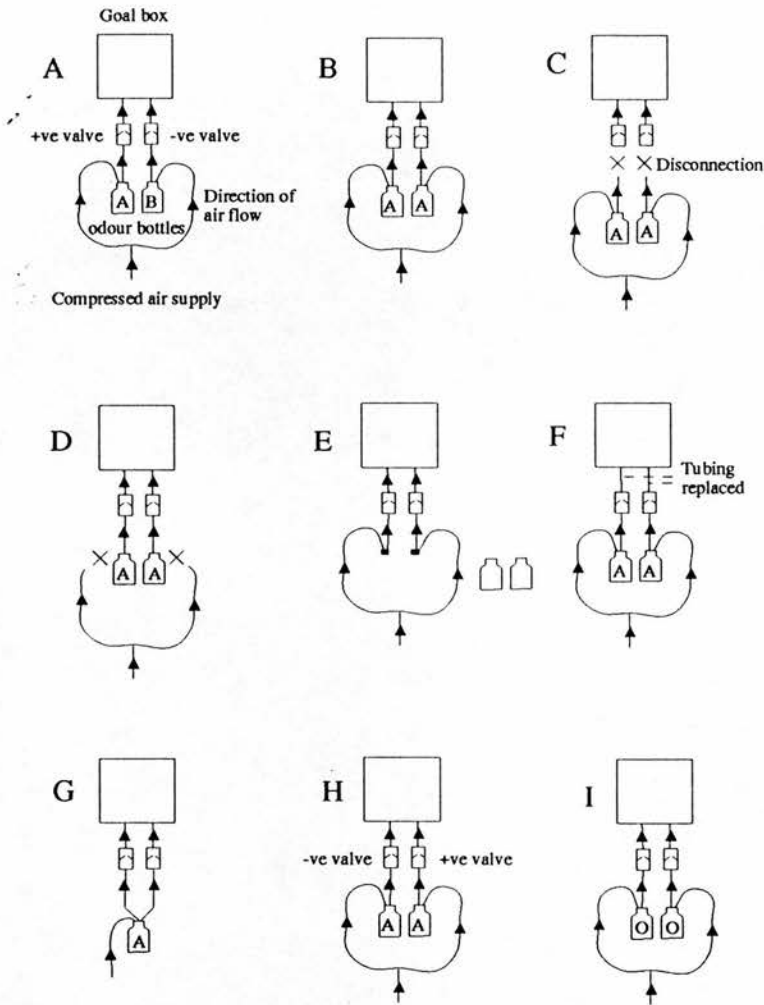 Goal box
A
B
C
+ve valve
-ve valve
Disconnection
A
B
A
A
Direction of
air flow
odour bottles
A
A
Compressed air supply
D
E
F
Tubing
replaced
A
A
A
A
G
H
I
-ve valve
+ve valve
A
A
A
O
O